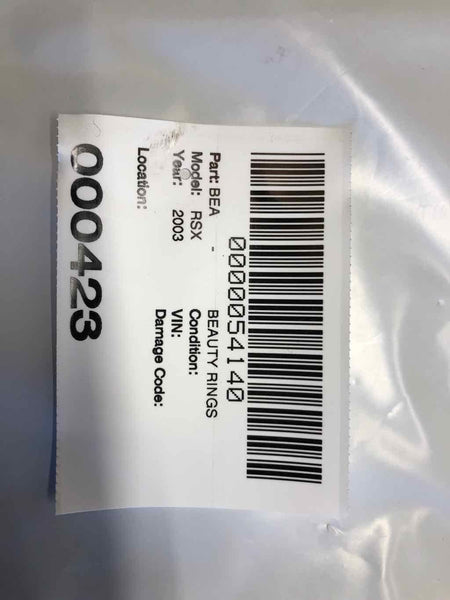 0000054140
Part: BEA - BEAUTY RINGS
Model: RSX Condition:
Year: 2003 VIN:
Damage Code:
Location:
000423